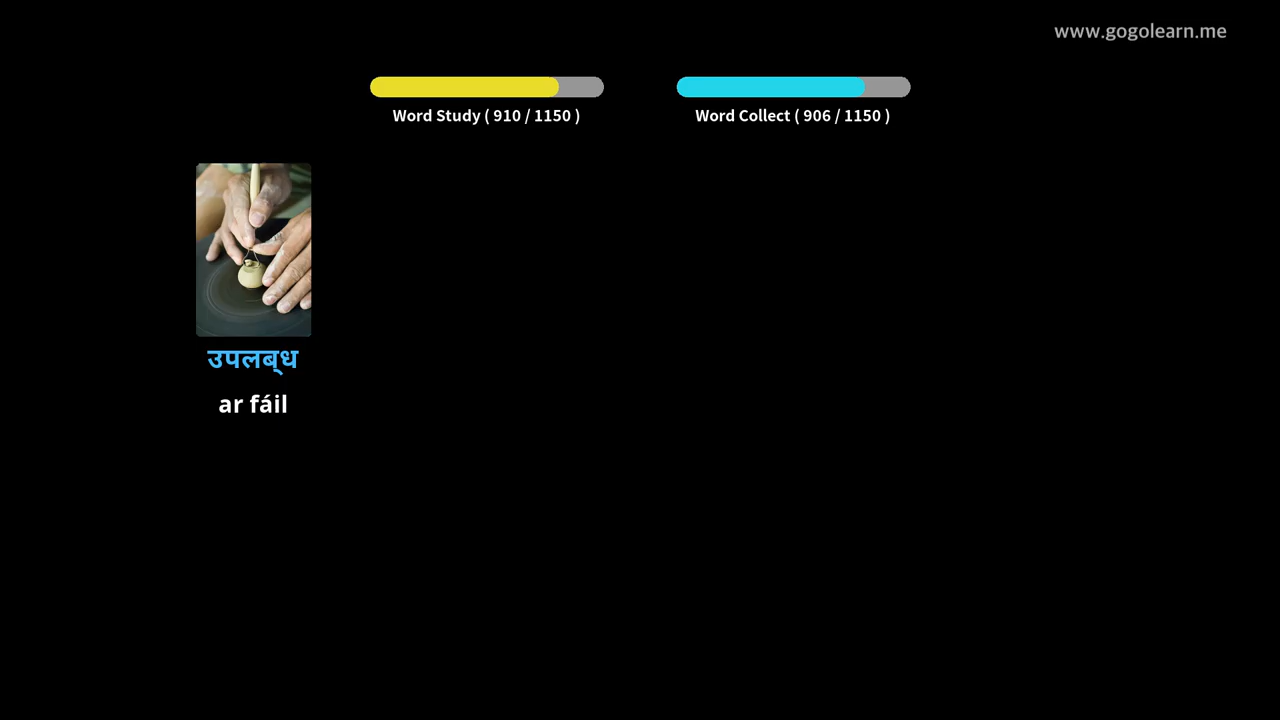 www.gogolearn.me
Word Study ( 910 / 1150 )
Word Collect ( 906 / 1150 )
उपलब्ध
ar fáil